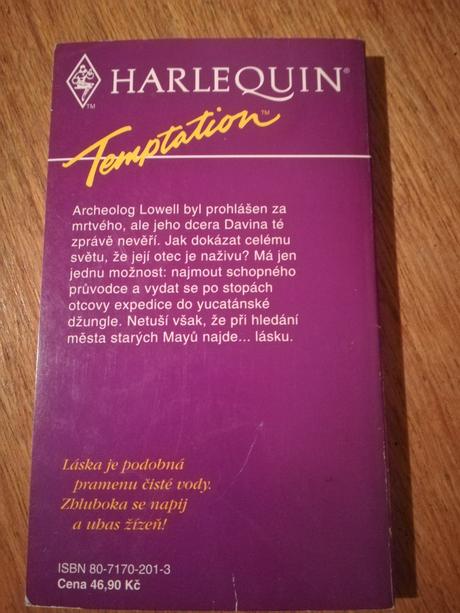 HARLEQUIN®
TM
Temptation™
Archeolog Lowell byl prohlášen za
mrtvého, ale jeho dcera Davina té
zprávě nevěří. Jak dokázat celému
světu, že její otec je naživu? Má jen
jednu možnost: najmout schopného
průvodce a vydat se po stopách
otcovy expedice do yucatánské
džungle. Netuší však, že při hledání
města starých Mayů najde... lásku.
Láska je podobná
pramenu čisté vody.
Zhluboka se napij
a uhas žízeň!
ISBN 80-7170-201-3
Cena 46,90 Kč